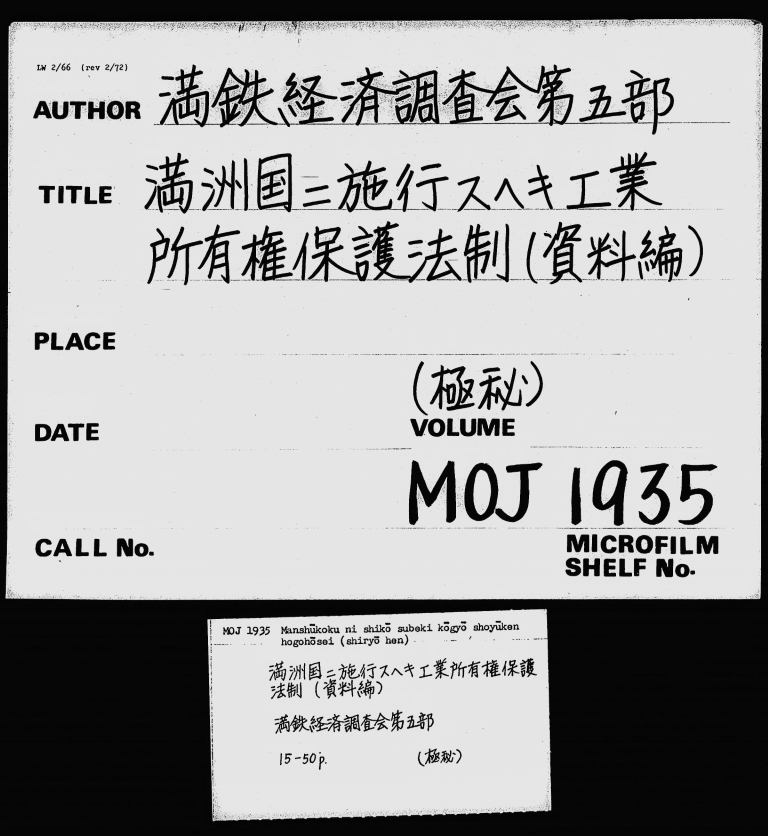 LW 2/66 (rev 2/72)
AUTHOR 満鉄経済調査会第五部
TITLE 満洲国ニ施行スヘキ工業
所有権保護法制(資料編)
PLACE
(極秘)
DATE
VOLUME
MOJ 1935
CALL No.
MICROFILM
SHELF No.
MOJ 1935 Manshūkoku ni shikō subeki kōgyō shoyūken
hogohōsei (shiryō hen)
満洲国ニ施行スヘキ工業所有権保護
法制(資料編)
満鉄経済調査会第五部
15-50p. (極秘)